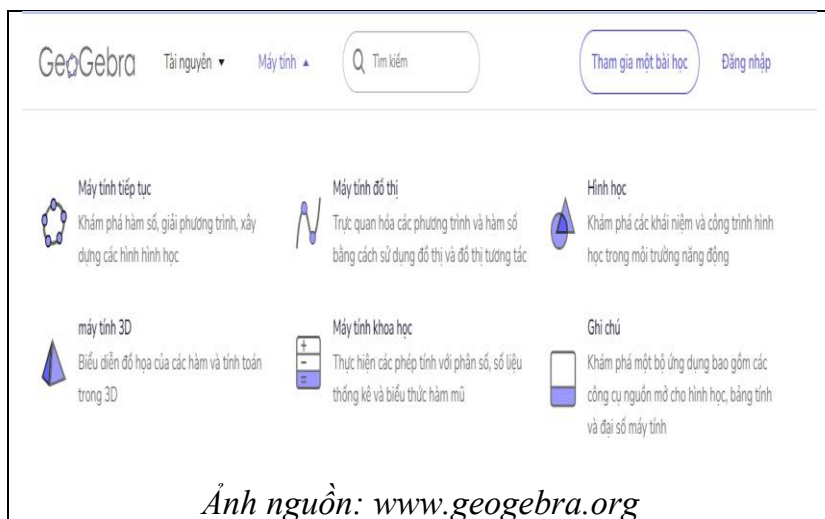 GeoGebra Tài nguyên ▼ Máy tính ▲ Tìm kiếm Tham gia một bài học Đăng nhập
Máy tính tiếp tục
Khám phá hàm số, giải phương trình, xây
dựng các hình hình học
Máy tính đồ thị
Trực quan hóa các phương trình và hàm số
bằng cách sử dụng đồ thị và đồ thị tương tác
Hình học
Khám phá các khái niệm và công trình hình
học trong môi trường năng động
máy tính 3D
Biểu diễn đồ họa của các hàm và tính toán
trong 3D
Máy tính khoa học
Thực hiện các phép tính với phân số, số liệu
thống kê và biểu thức hàm mũ
Ghi chú
Khám phá một bộ ứng dụng bao gồm các
công cụ nguồn mở cho hình học, bảng tính
và đại số máy tính
Ảnh nguồn: www.geogebra.org